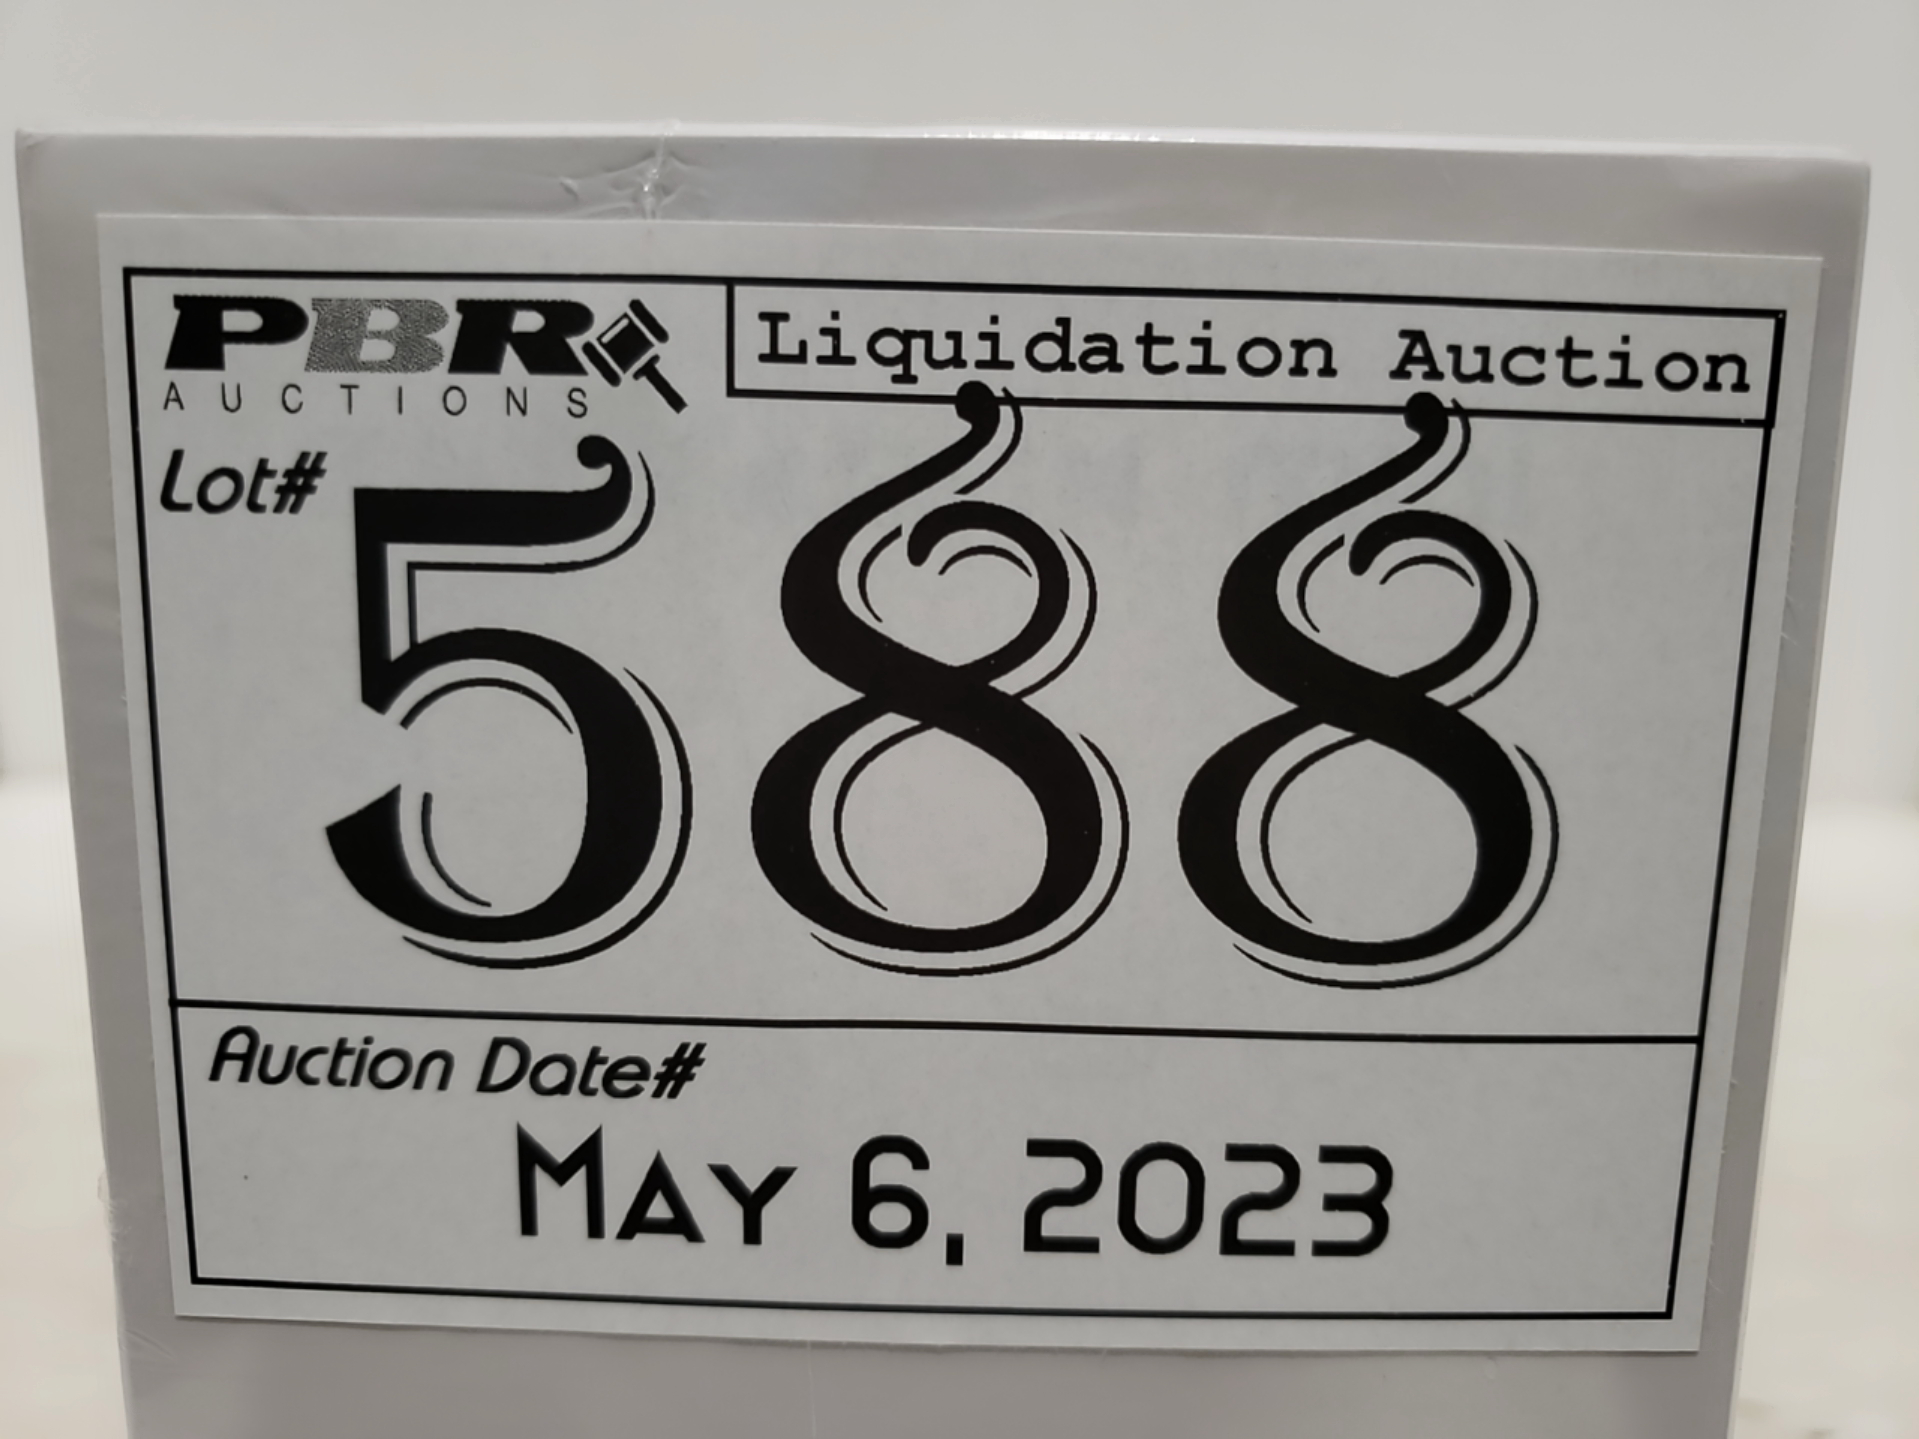 PBR
AUCTIONS
Liquidation Auction
Lot#
588
Auction Date#
May 6, 2023